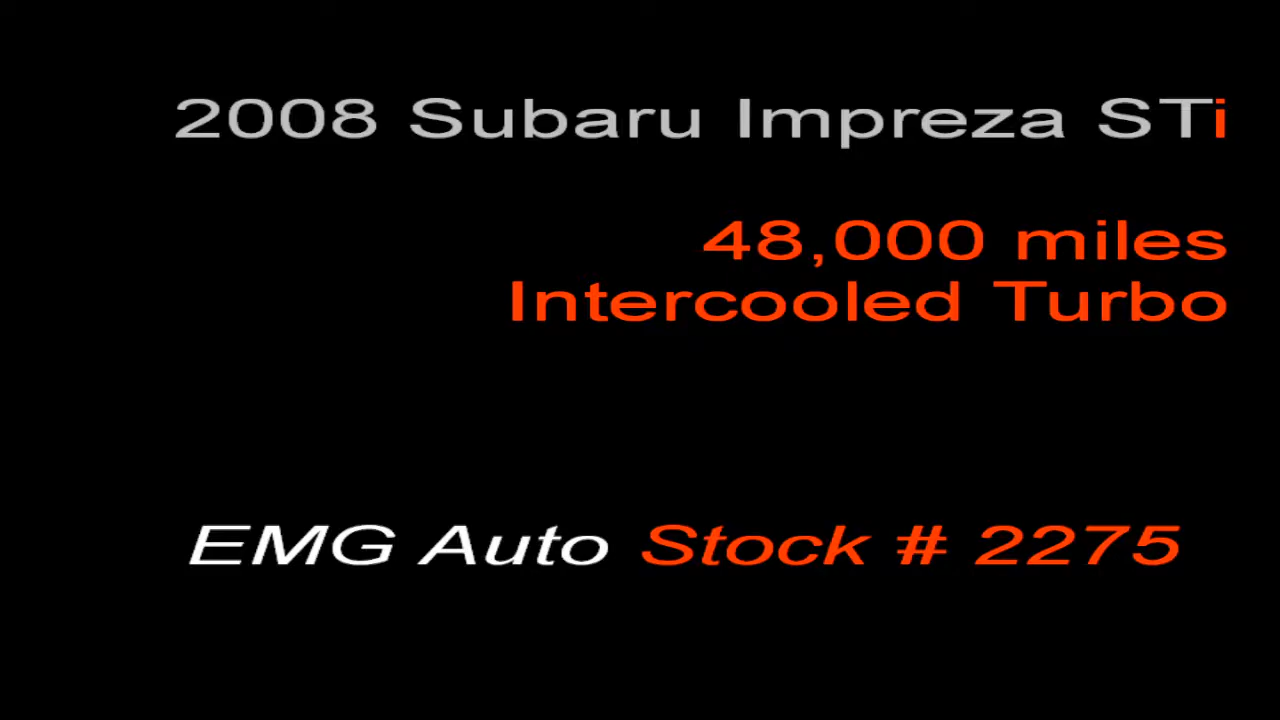 2008 Subaru Impreza STi
48,000 miles
Intercooled Turbo
EMG Auto Stock # 2275